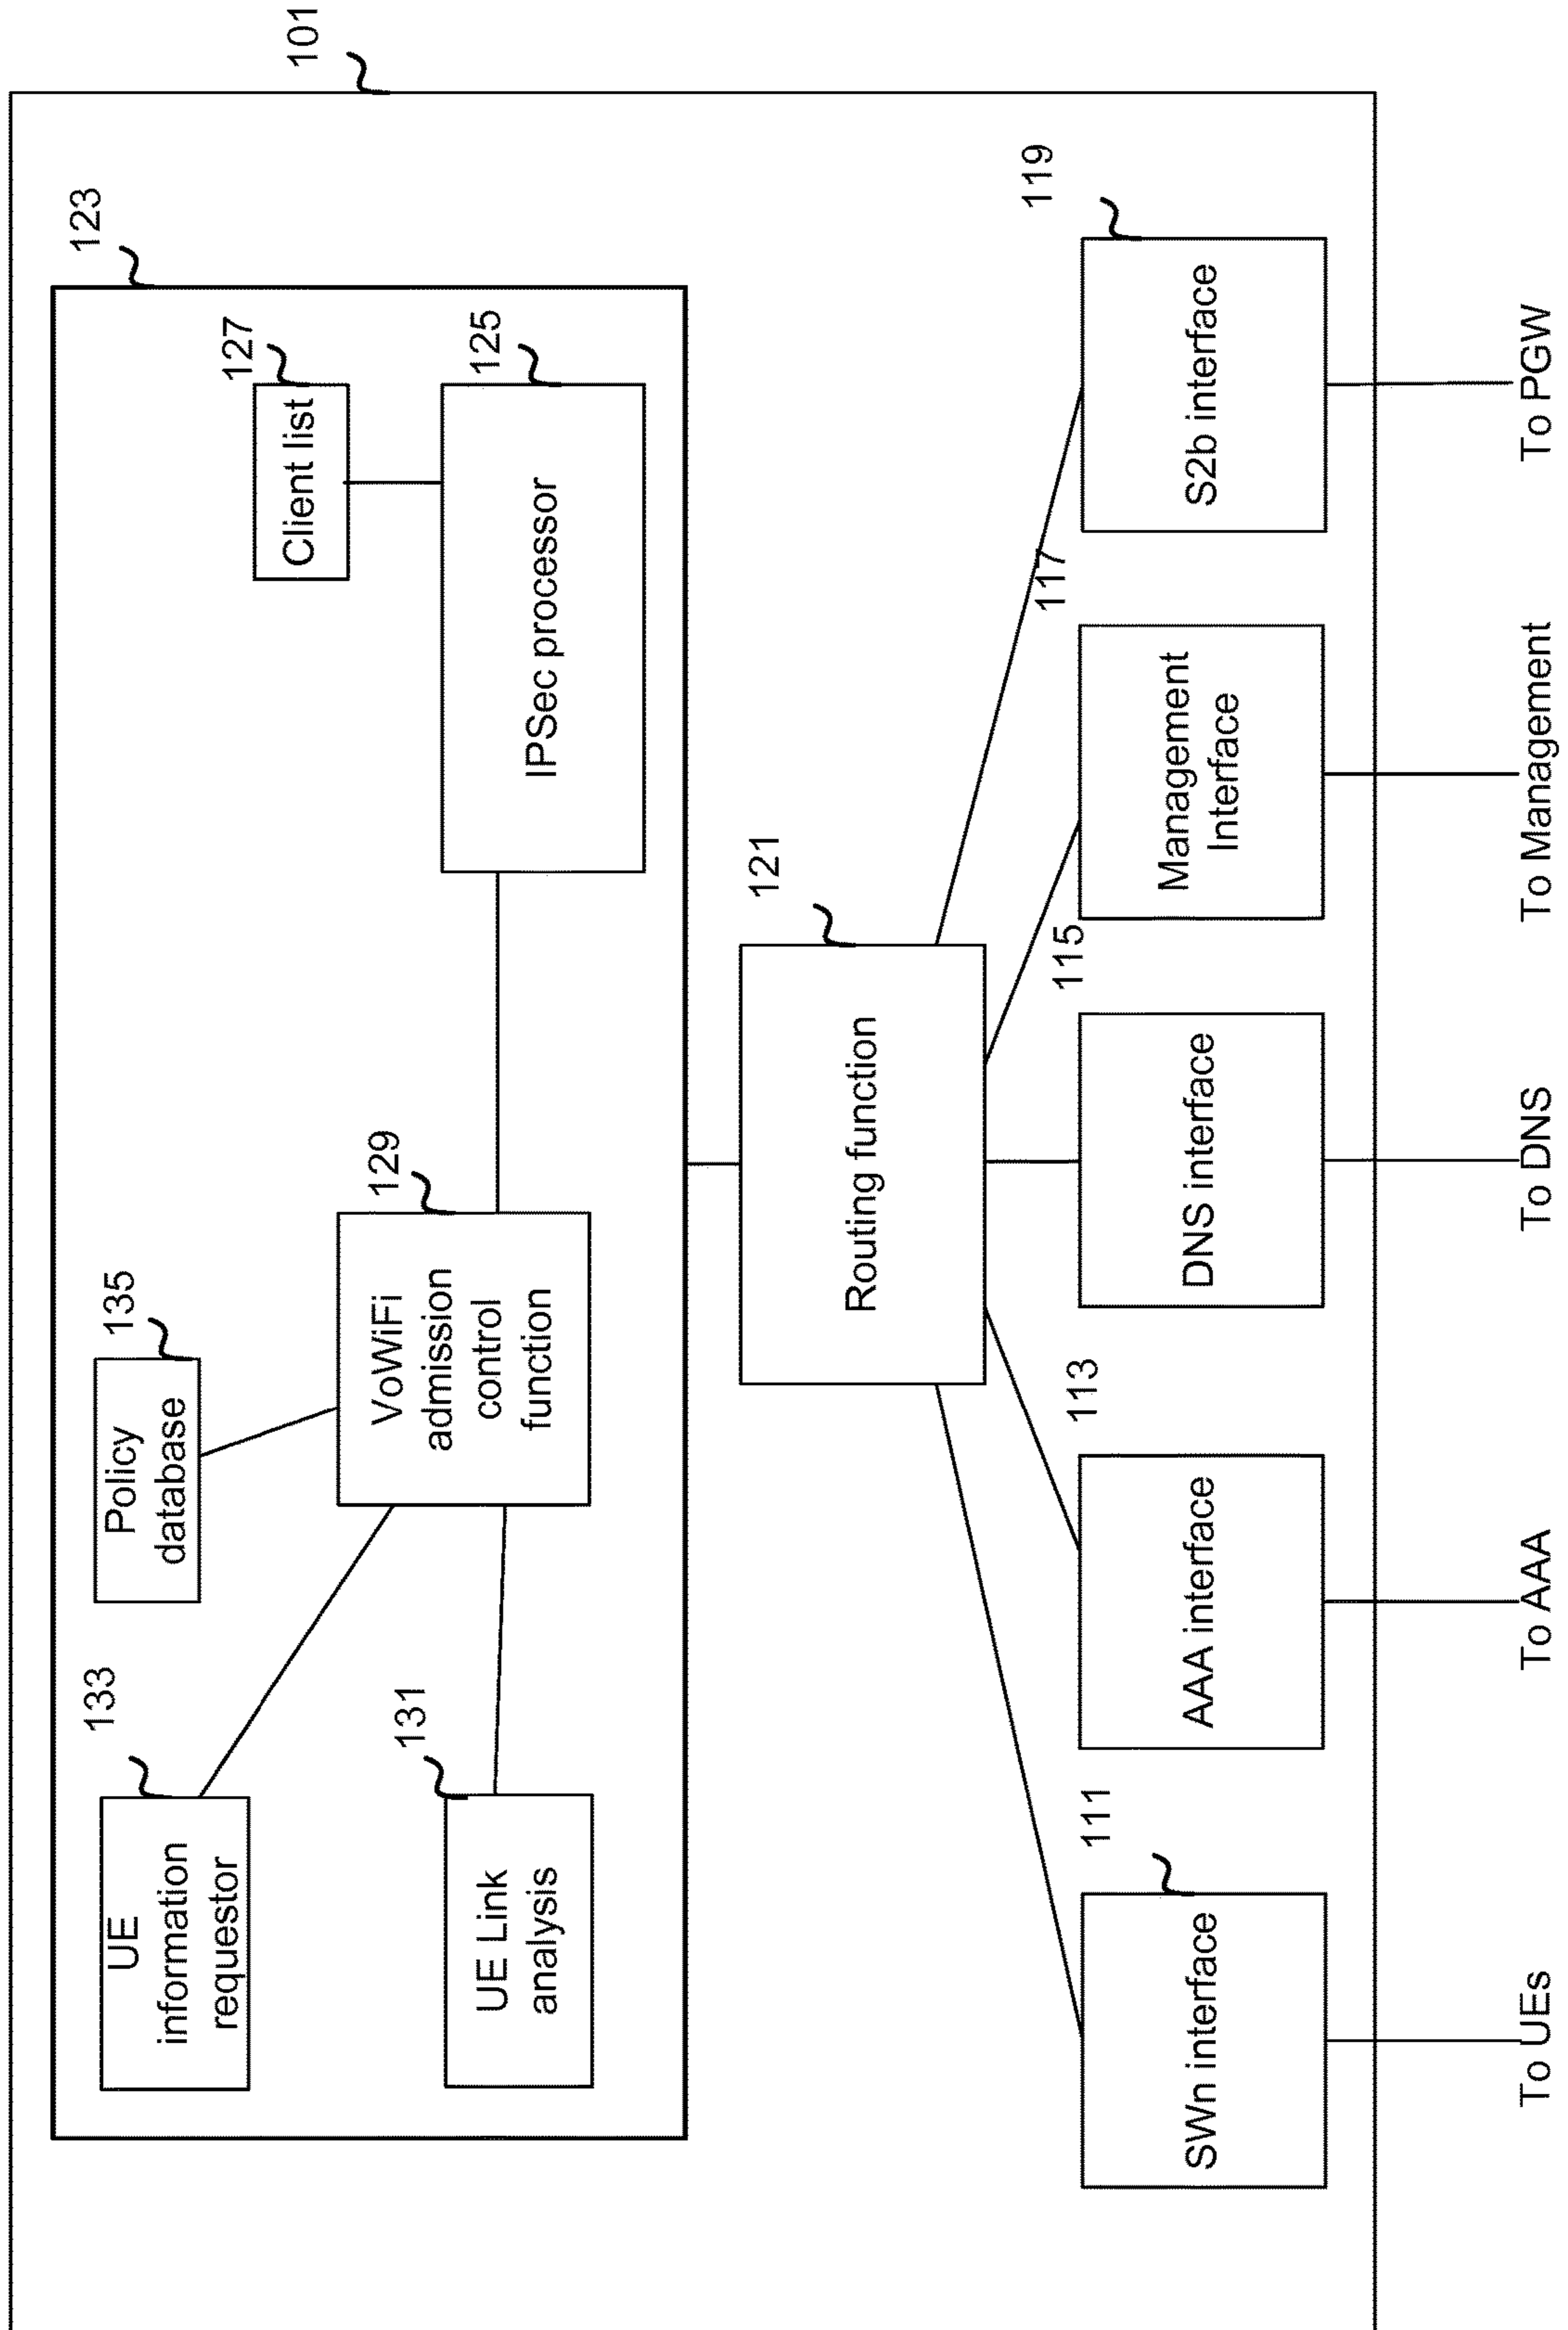 101
123
133
UE
information
requestor
135
Policy
database
127
Client list
131
UE Link
analysis
129
VoWiFi
admission
control
function
125
IPSec processor
121
Routing function
111
SWn interface
113
AAA interface
115
DNS interface
117
Management
Interface
119
S2b interface
To UEs
To AAA
To DNS
To Management
To PGW